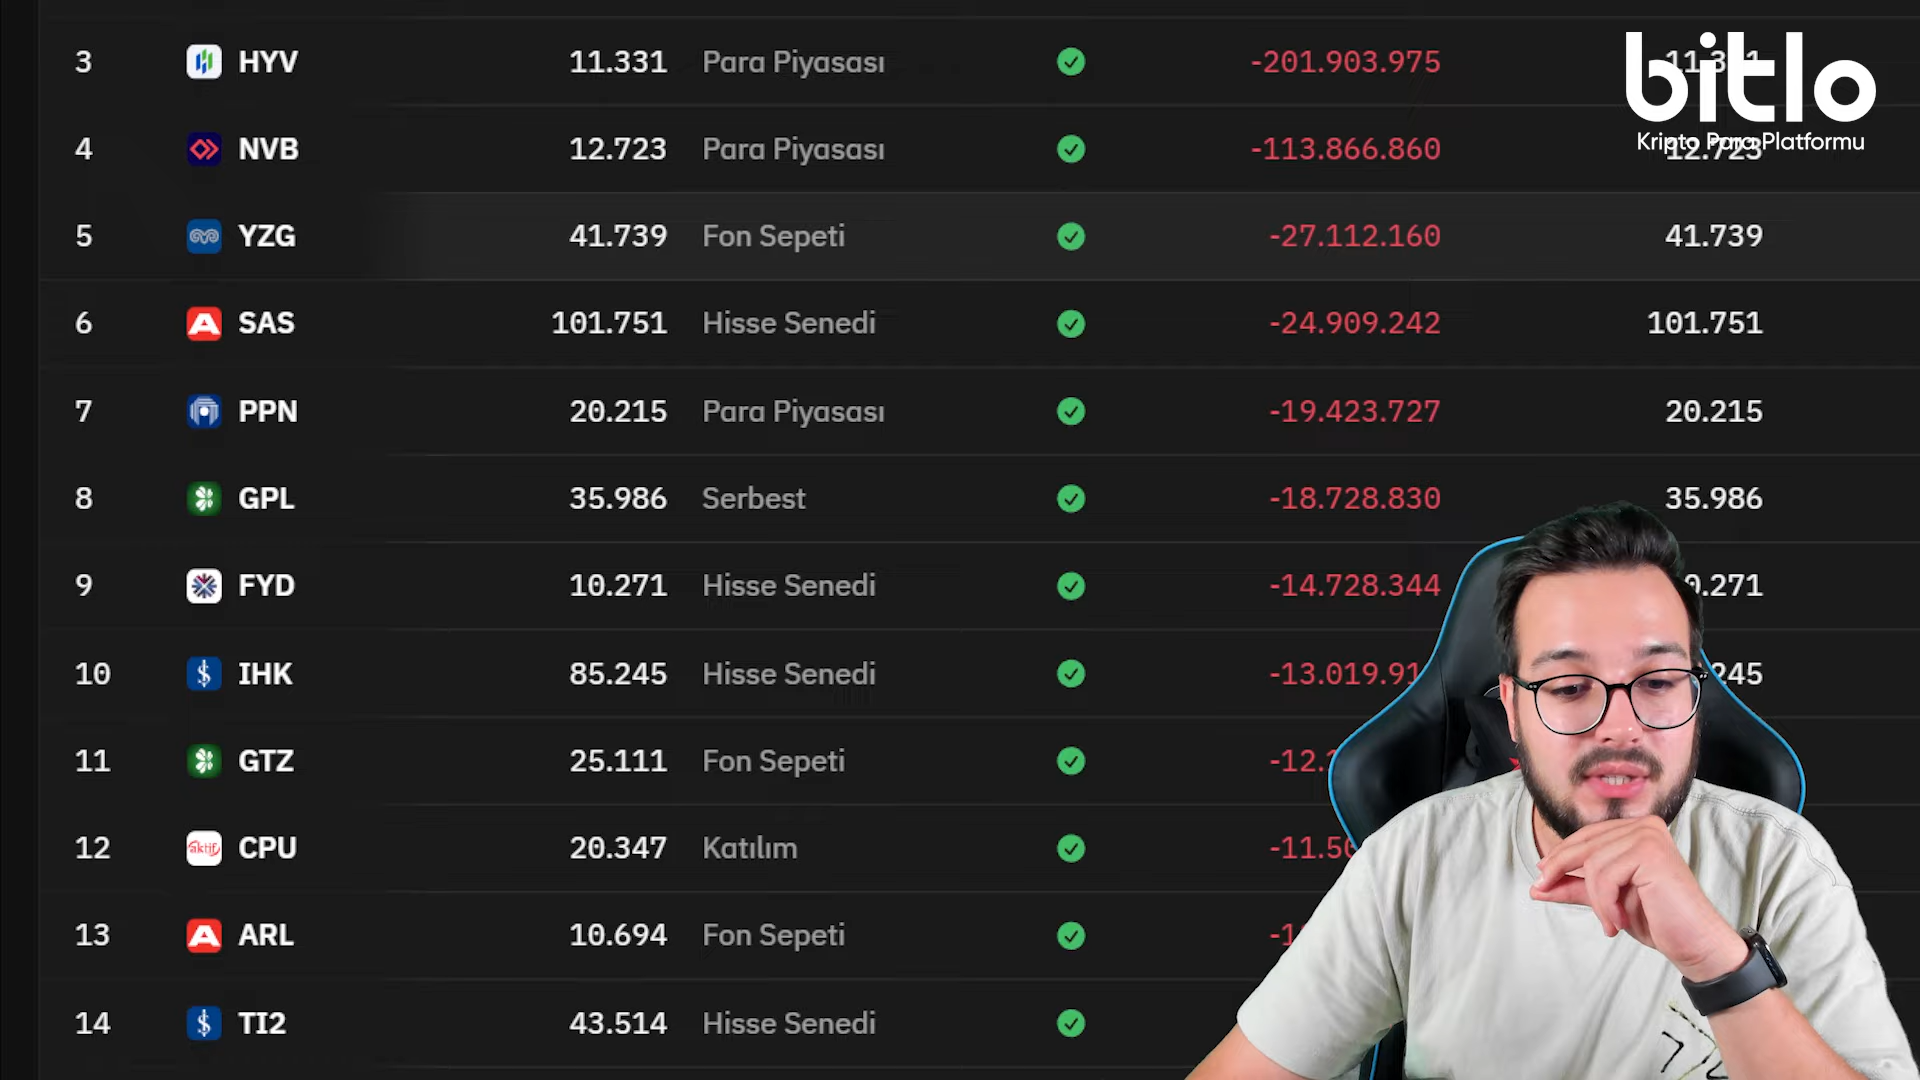 bitlo
Kripto Para Platformu
3 HYV 11.331 Para Piyasası -201.903.975
4 NVB 12.723 Para Piyasası -113.866.860 12.723
5 YZG 41.739 Fon Sepeti -27.112.160 41.739
6 SAS 101.751 Hisse Senedi -24.909.242 101.751
7 PPN 20.215 Para Piyasası -19.423.727 20.215
8 GPL 35.986 Serbest -18.728.830 35.986
9 FYD 10.271 Hisse Senedi -14.728.344
10 IHK 85.245 Hisse Senedi
11 GTZ 25.111 Fon Sepeti
12 aktif CPU 20.347 Katılım
13 ARL 10.694 Fon Sepeti
14 TI2 43.514 Hisse Senedi